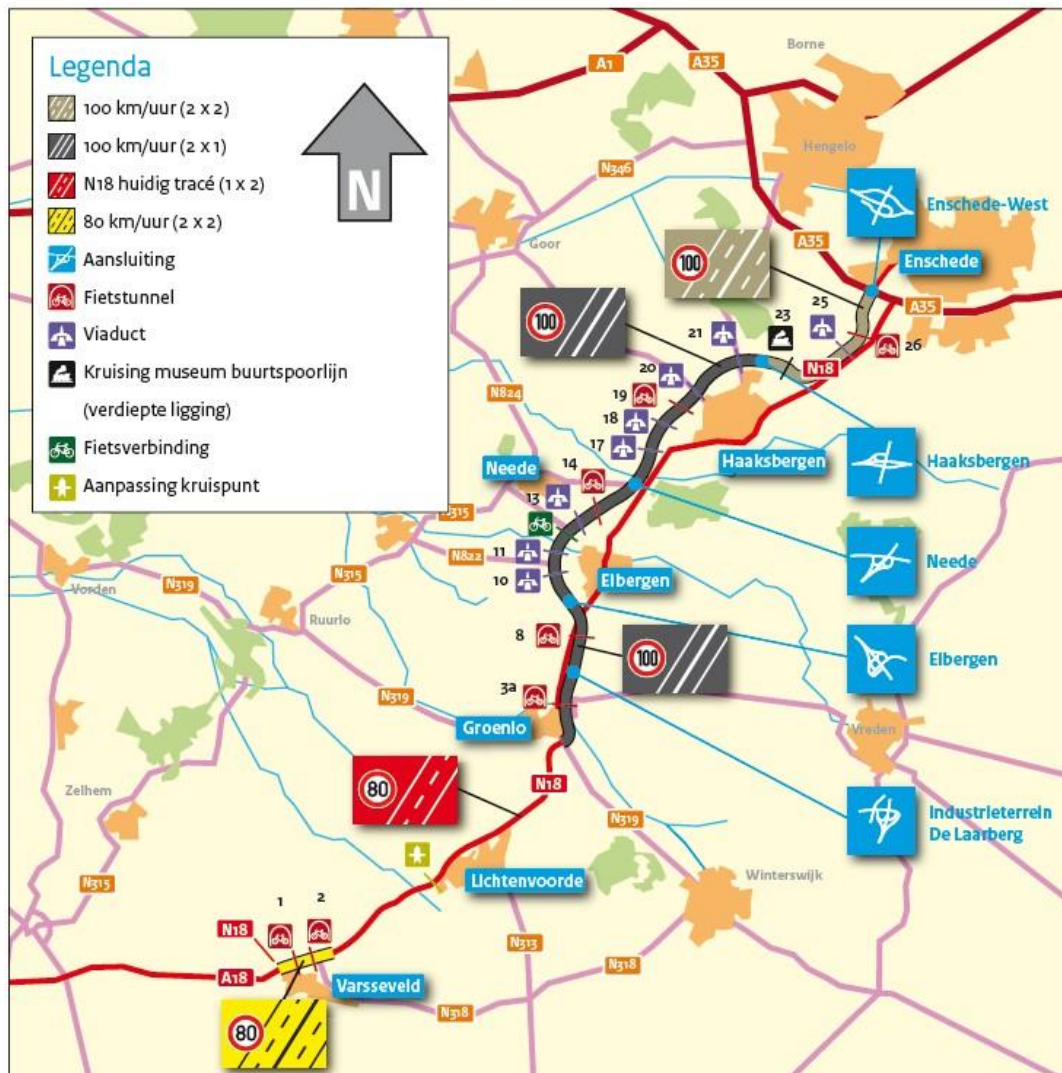 Legenda
100 km/uur (2 x 2)
100 km/uur (2 x 1)
N18 huidig tracé (1 x 2)
80 km/uur (2 x 2)
Aansluiting
Fietstunnel
Viaduct
Kruising museum buurtspoorlijn
(verdiepte ligging)
Fietsverbinding
Aanpassing kruispunt
N
A1
A35
Borne
Hengelo
N346
Enschede-West
Goor
A35
Enschede
100
A35
100
25
23
21
26
N18
20
19
N824
18
17
Haaksbergen
Haaksbergen
14
Neede
13
N315
11
N822
10
Neede
Eibergen
N319
N315
Vorden
Ruurlo
8
100
Eibergen
3a
N319
Groenlo
Vreden
N18
80
Zelhem
N319
Industrieterrein
De Laarberg
Lichtenvoorde
Winterswijk
N315
1
2
N18
N313
N318
A18
Varsseveld
N318
80